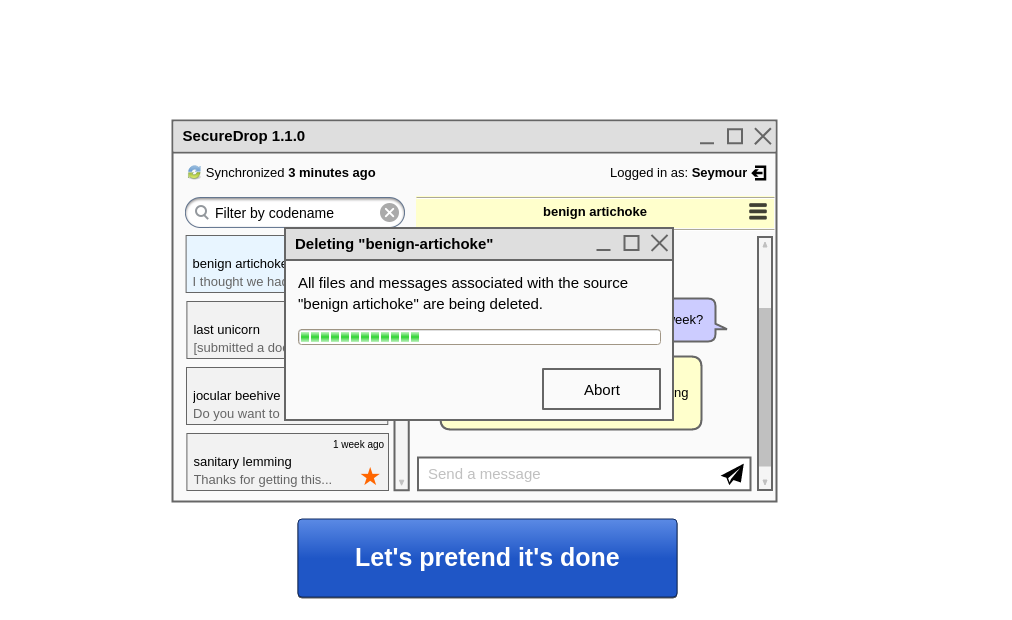 SecureDrop 1.1.0
Synchronized 3 minutes ago
Logged in as: Seymour
Filter by codename
benign artichoke
Deleting "benign-artichoke"
All files and messages associated with the source
"benign artichoke" are being deleted.
Abort
benign artichoke
I thought we had
last unicorn
[submitted a do
jocular beehive
Do you want to
1 week ago
sanitary lemming
Thanks for getting this...
eek?
ng
Send a message
Let's pretend it's done